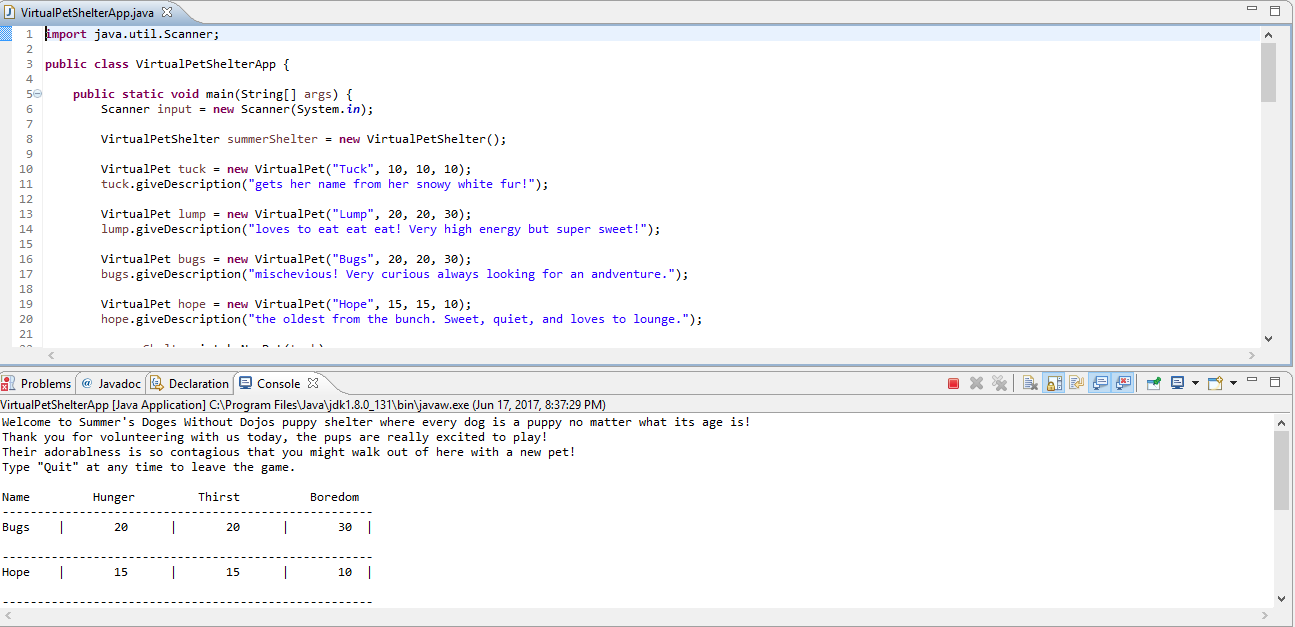 VirtualPetShelterApp.java
1 import java.util.Scanner;
2
3 public class VirtualPetShelterApp {
4
5 public static void main(String[] args) {
6 Scanner input = new Scanner(System.in);
7
8 VirtualPetShelter summerShelter = new VirtualPetShelter();
9
10 VirtualPet tuck = new VirtualPet("Tuck", 10, 10, 10);
11 tuck.giveDescription("gets her name from her snowy white fur!");
12
13 VirtualPet lump = new VirtualPet("Lump", 20, 20, 30);
14 lump.giveDescription("loves to eat eat eat! Very high energy but super sweet!");
15
16 VirtualPet bugs = new VirtualPet("Bugs", 20, 20, 30);
17 bugs.giveDescription("mischevious! Very curious always looking for an andventure.");
18
19 VirtualPet hope = new VirtualPet("Hope", 15, 15, 10);
20 hope.giveDescription("the oldest from the bunch. Sweet, quiet, and loves to lounge.");
21
Problems @ Javadoc Declaration Console
VirtualPetShelterApp [Java Application] C:\Program Files\Java\jdk1.8.0_131\bin\javaw.exe (Jun 17, 2017, 8:37:29 PM)
Welcome to Summer's Doges Without Dojos puppy shelter where every dog is a puppy no matter what its age is!
Thank you for volunteering with us today, the pups are really excited to play!
Their adorablness is so contagious that you might walk out of here with a new pet!
Type "Quit" at any time to leave the game.
Name Hunger Thirst Boredom
-----------------------------------------------------
Bugs | 20 | 20 | 30 |
-----------------------------------------------------
Hope | 15 | 15 | 10 |
-----------------------------------------------------